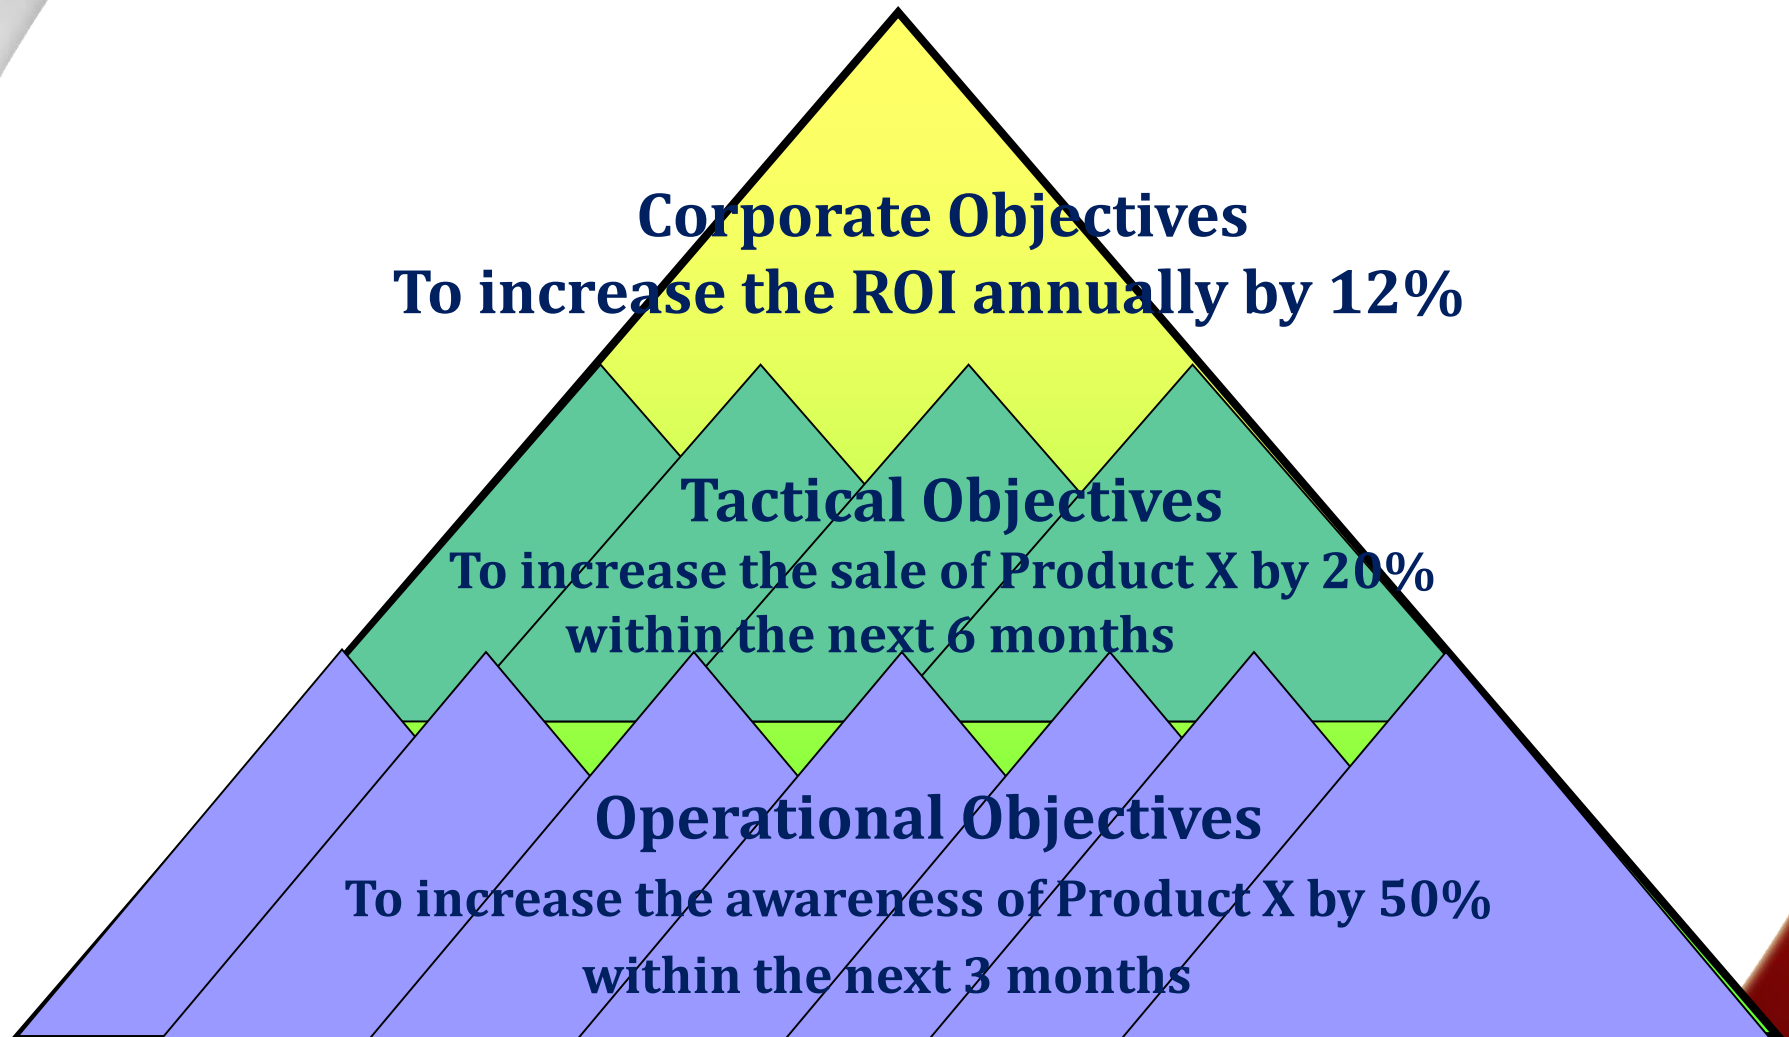 Corporate Objectives
To increase the ROI annually by 12%
Tactical Objectives
To increase the sale of Product X by 20%
within the next 6 months
Operational Objectives
To increase the awareness of Product X by 50%
within the next 3 months